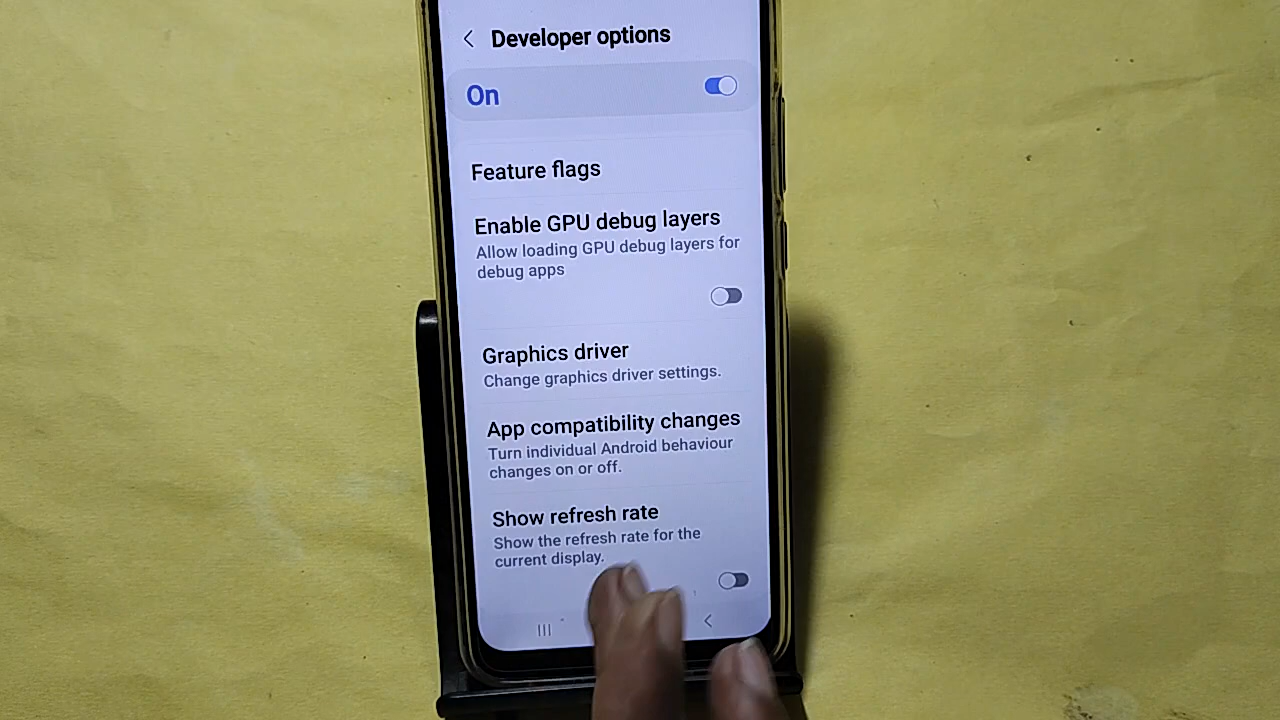 Developer options
On
Feature flags
Enable GPU debug layers
Allow loading GPU debug layers for
debug apps
Graphics driver
Change graphics driver settings.
App compatibility changes
Turn individual Android behaviour
changes on or off.
Show refresh rate
Show the refresh rate for the
current display.